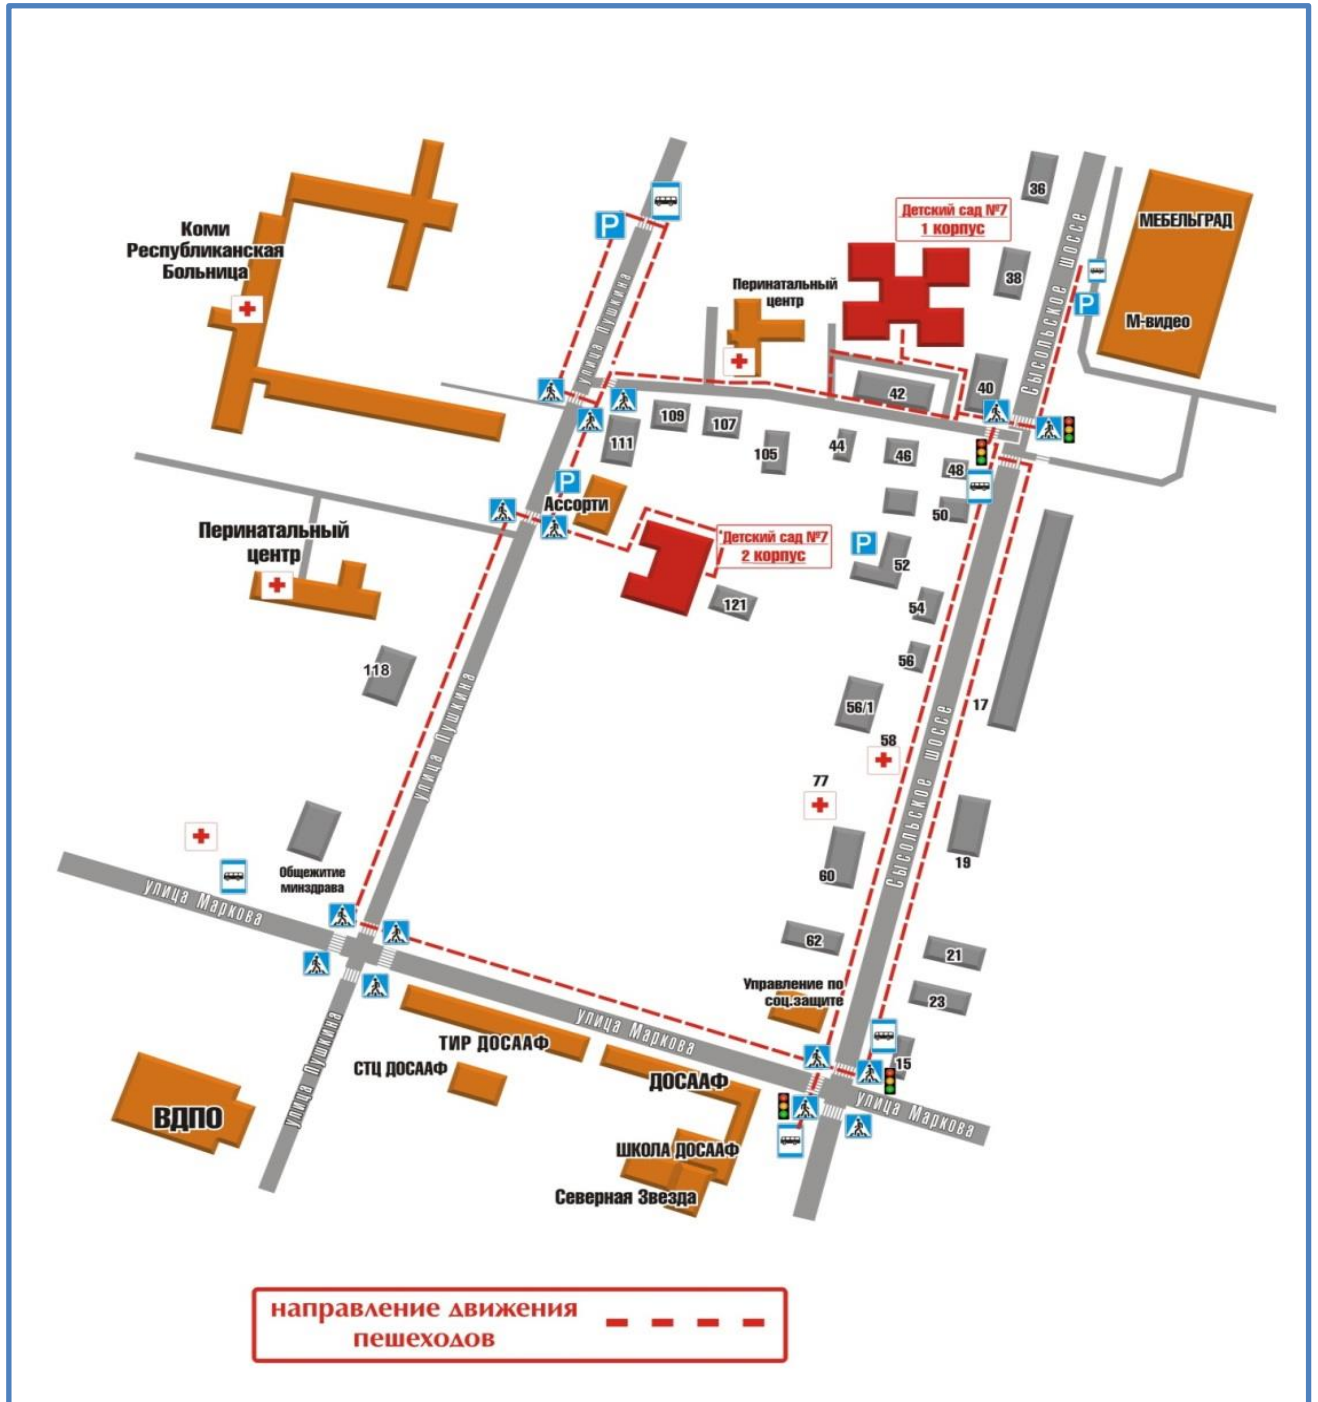 36
Детский сад №7
1 корпус
Сысольское шоссе
МЕБЕЛЬГРАД
Коми
Республиканская
Больница
P
38
улица Пушкина
Перинатальный
центр
P
М-видео
42
40
109
107
111
105
44
46
48
P
Ассорти
50
Перинатальный
центр
Детский сад №7
2 корпус
P
52
121
54
56
118
улица Пушкина
56/1
17
58
77
Сысольское шоссе
19
60
Общежитие
минздрава
улица Маркова
62
21
Управление по
соц.защите
23
улица Пушкина
ТИР ДОСААФ
улица Маркова
СТЦ ДОСААФ
ДОСААФ
15
улица Маркова
ВДПО
ШКОЛА ДОСААФ
Северная Звезда
направление движения
пешеходов